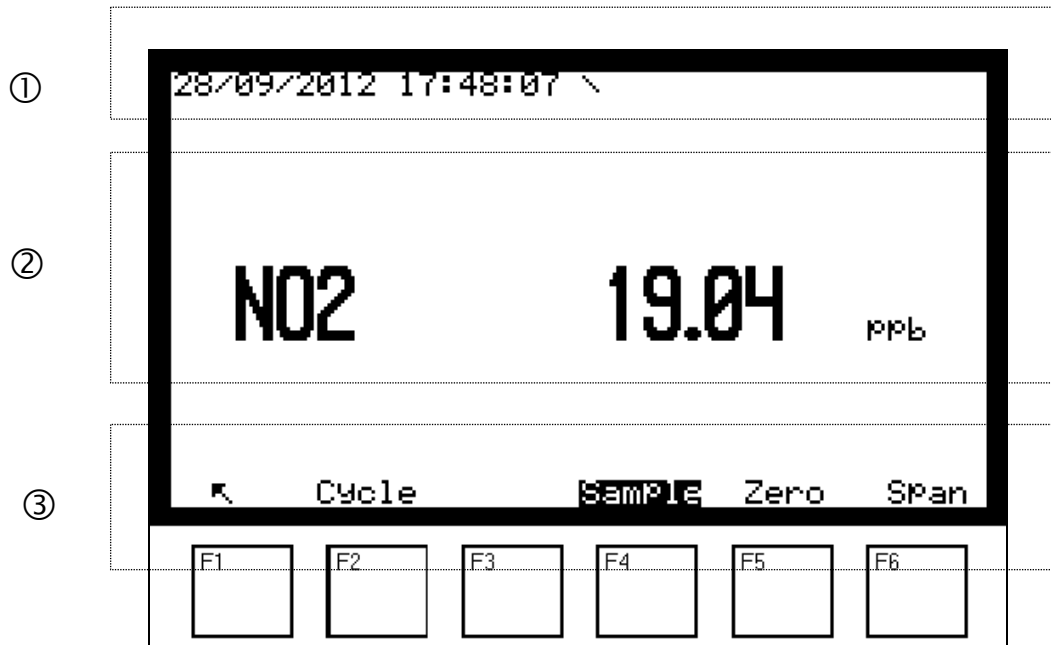 ①
28/09/2012 17:48:07 \
②
NO2 19.04 ppb
③
↖ Cycle Sample Zero Span
F1 F2 F3 F4 F5 F6